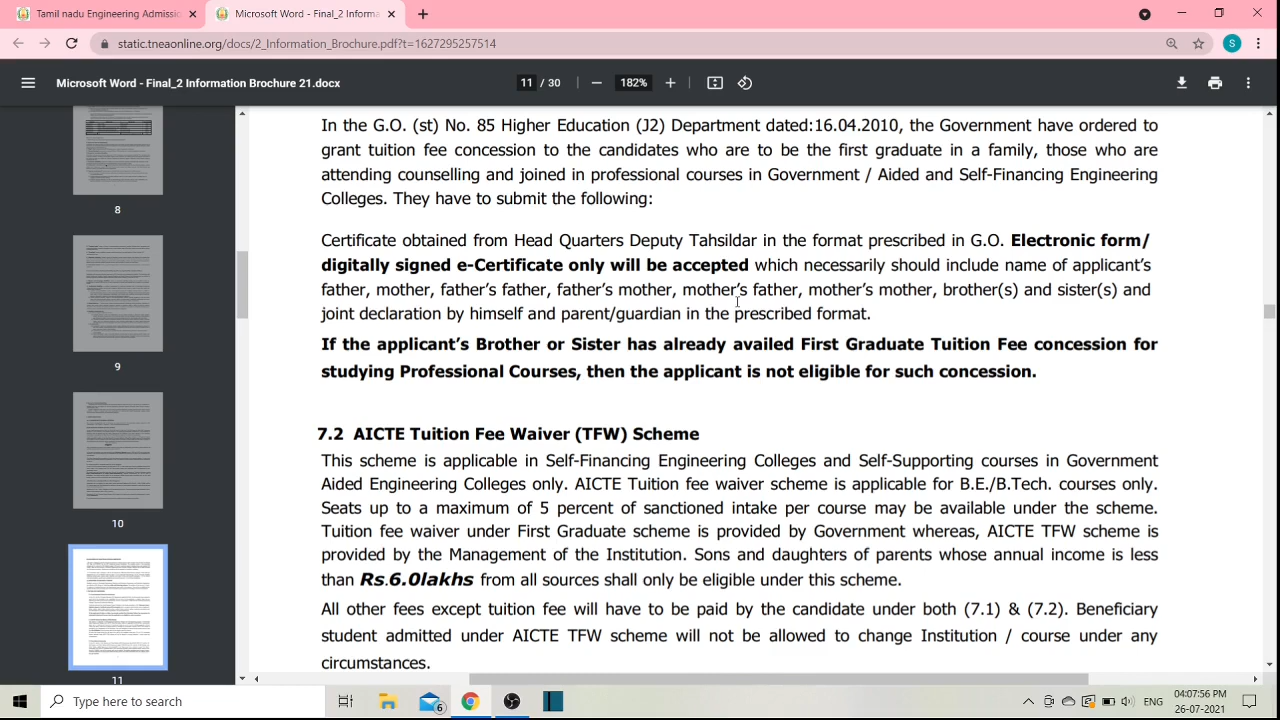 Tamil nadu Engineering Admissio
Microsoft Word - Final_2 Informa
static.tneaonline.org/docs/2_Information_Brochure.pdf?t=1627295257514
S
Microsoft Word - Final_2 Information Brochure 21.docx
11 / 30
182%
8
9
10
11
In the G.O. (st) No. 85 Higher Education (J2) Department dated:16.04.2010, the Government have ordered to
grant tuition fee concession to the candidates who are to be the first graduate in a family, those who are
attending counselling and joined in professional courses in Government / Aided and Self-Financing Engineering
Colleges. They have to submit the following:
Certificate obtained from Head Quarters Deputy Tahsildar in the format prescribed in G.O. Electronic form/
digitally signed e-Certificate only will be accepted which necessarily should include name of applicant's
father, mother, father's father, father's mother, mother's father, mother's mother, brother(s) and sister(s) and
joint declaration by himself and parent/guardian in the prescribed format.
If the applicant's Brother or Sister has already availed First Graduate Tuition Fee concession for
studying Professional Courses, then the applicant is not eligible for such concession.
7.2 AICTE Tuition Fee Waiver (TFW) Scheme
This scheme is applicable in Self-Financing Engineering Colleges and Self-Supporting courses in Government
Aided Engineering Colleges only. AICTE Tuition fee waiver scheme is applicable for B.E./B.Tech. courses only.
Seats up to a maximum of 5 percent of sanctioned intake per course may be available under the scheme.
Tuition fee waiver under First Graduate scheme is provided by Government whereas, AICTE TFW scheme is
provided by the Management of the Institution. Sons and daughters of parents whose annual income is less
than Rs.6.0lakhs from all sources shall only be eligible under this scheme.
All other fees except tuition fee will have to be paid by the candidate under both (7.1) & (7.2). Beneficiary
student admitted under AICTE TFW scheme will not be allowed to change Institution / course under any
circumstances.
Type here to search
6
ENG
04:07:56 PM
26-07-2021